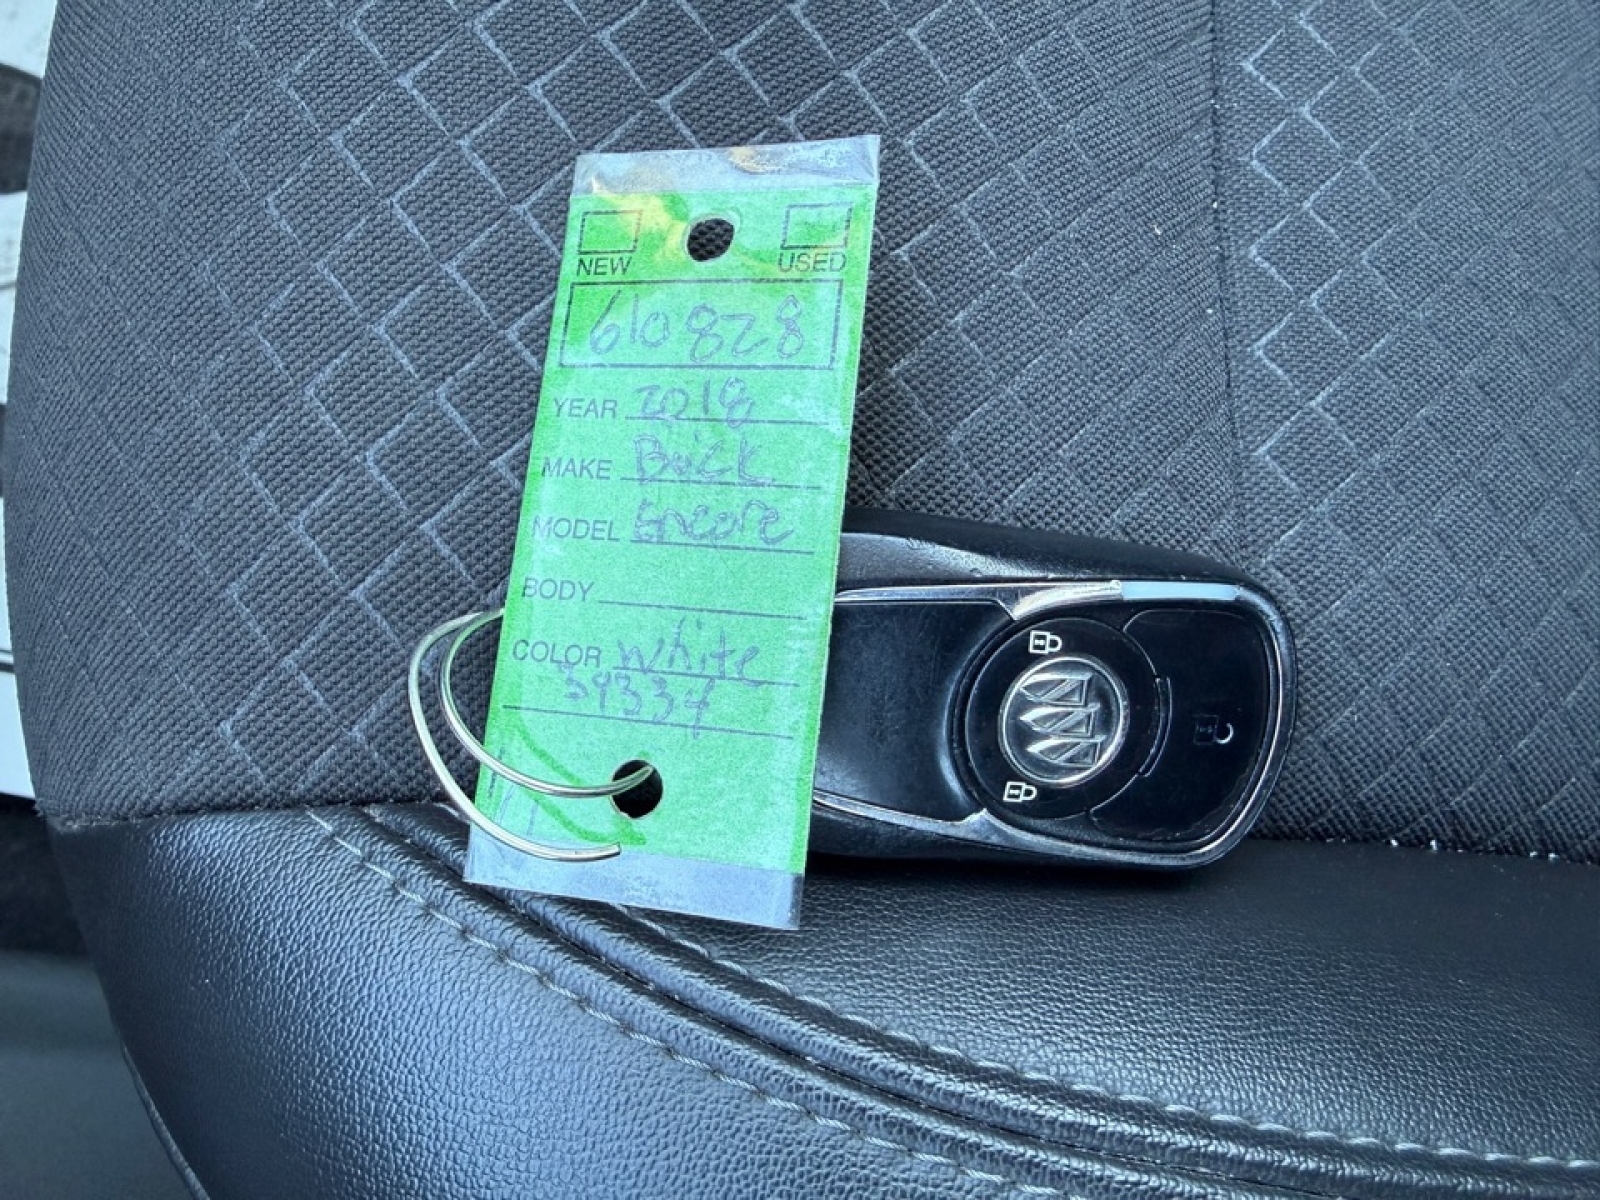 NEW USED
610828
YEAR 2018
MAKE Buick
MODEL Encore
BODY
COLOR white
39334